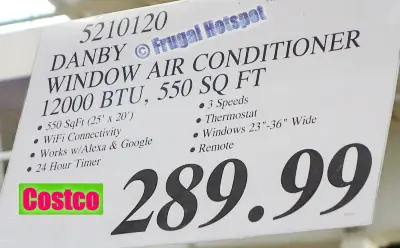 5210120
DANBY © Frugal Hotspot
WINDOW AIR CONDITIONER
12000 BTU, 550 SQ FT
• 550 SqFt (25' x 20')
• WiFi Connectivity
• Works w/Alexa & Google
• 24 Hour Timer
• 3 Speeds
• Thermostat
• Windows 23"-36" Wide
• Remote
Costco
289.99